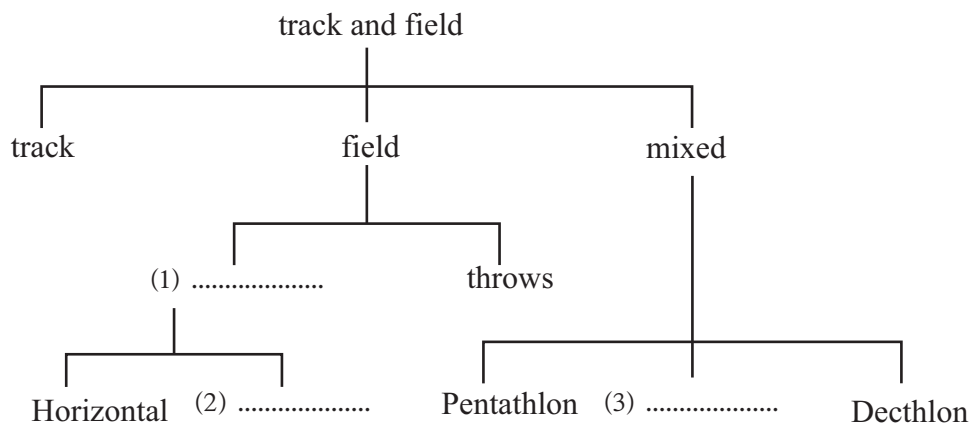 track and field
track field mixed
(1) .................... throws
Horizontal (2) .................... Pentathlon (3) .................... Decthlon